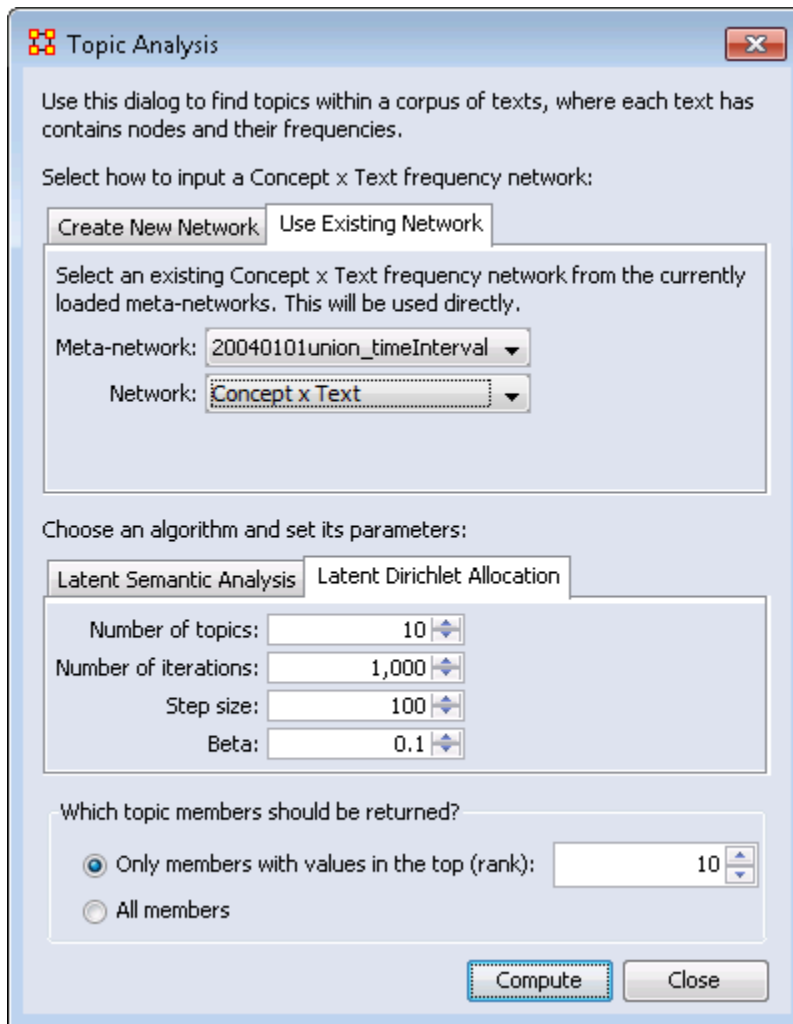 Topic Analysis
Use this dialog to find topics within a corpus of texts, where each text has
contains nodes and their frequencies.
Select how to input a Concept x Text frequency network:
Create New Network Use Existing Network
Select an existing Concept x Text frequency network from the currently
loaded meta-networks. This will be used directly.
Meta-network: 20040101union_timeInterval
Network: Concept x Text
Choose an algorithm and set its parameters:
Latent Semantic Analysis Latent Dirichlet Allocation
Number of topics: 10
Number of iterations: 1,000
Step size: 100
Beta: 0.1
Which topic members should be returned?
Only members with values in the top (rank): 10
All members
Compute Close